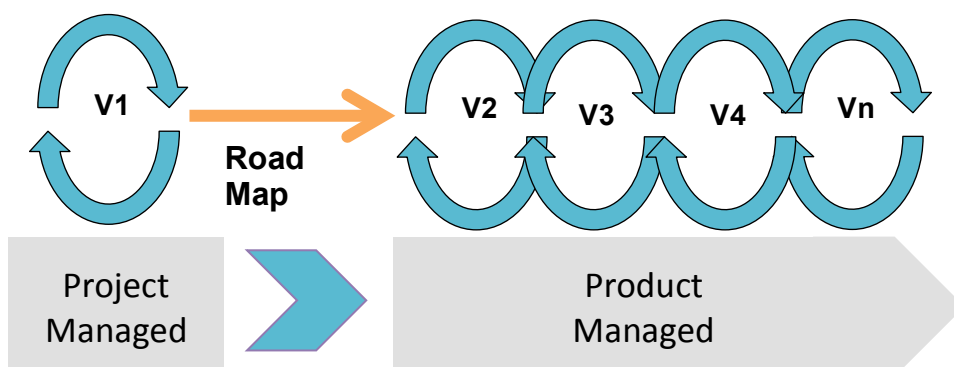 V1
Road
Map
V2
V3
V4
Vn
Project
Managed
Product
Managed